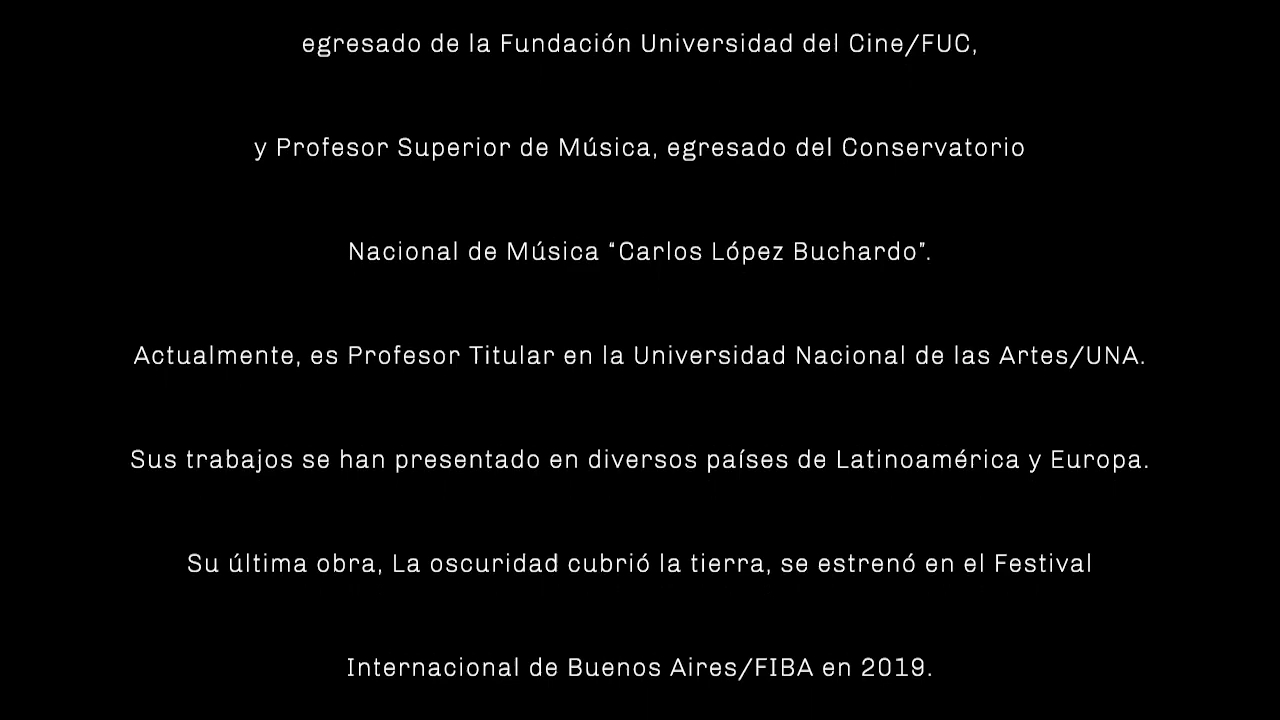 egresado de la Fundación Universidad del Cine/FUC,
y Profesor Superior de Música, egresado del Conservatorio
Nacional de Música “Carlos López Buchardo”.
Actualmente, es Profesor Titular en la Universidad Nacional de las Artes/UNA.
Sus trabajos se han presentado en diversos países de Latinoamérica y Europa.
Su última obra, La oscuridad cubrió la tierra, se estrenó en el Festival
Internacional de Buenos Aires/FIBA en 2019.